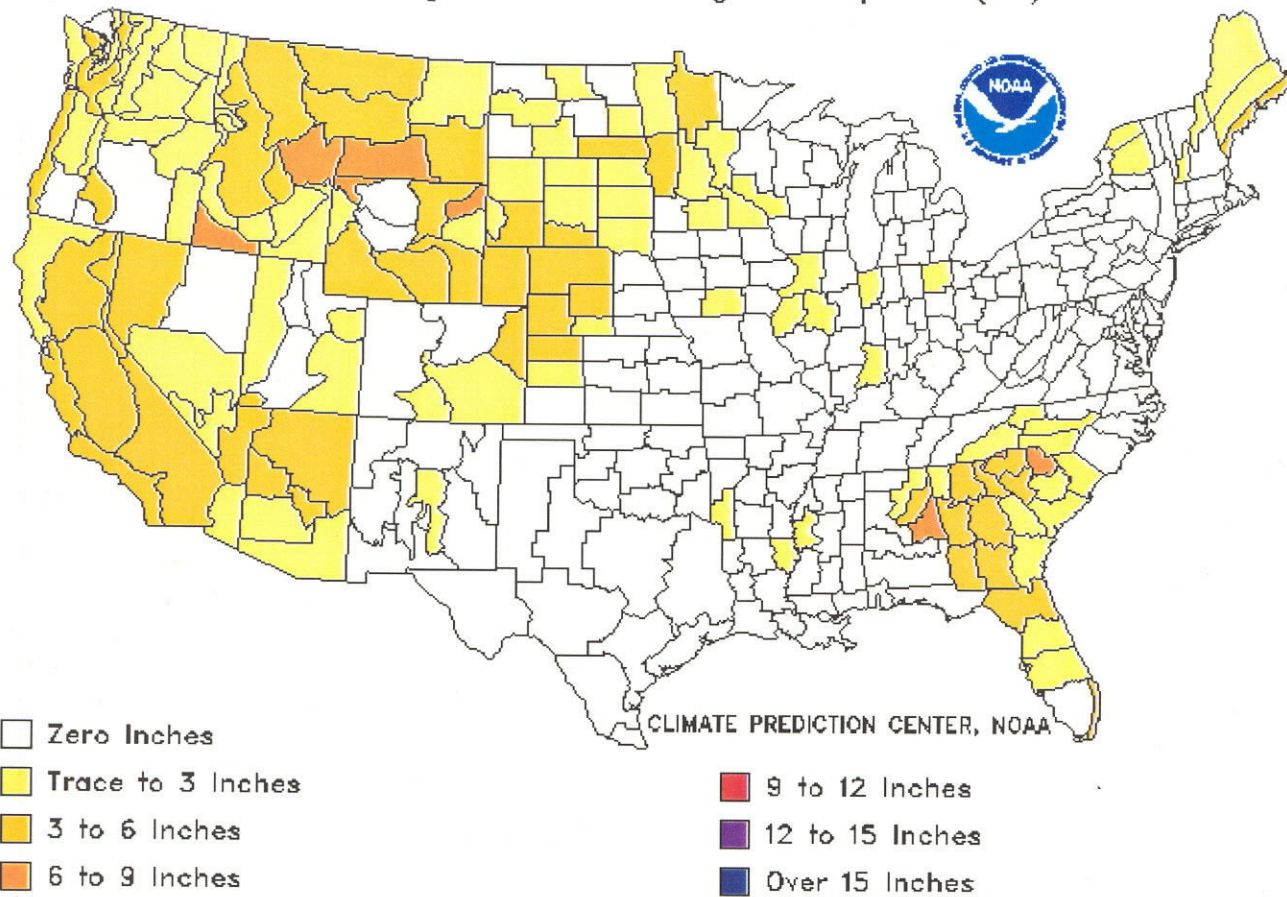 NOAA
CLIMATE PREDICTION CENTER, NOAA
Zero Inches
Trace to 3 Inches
3 to 6 Inches
6 to 9 Inches
9 to 12 Inches
12 to 15 Inches
Over 15 Inches